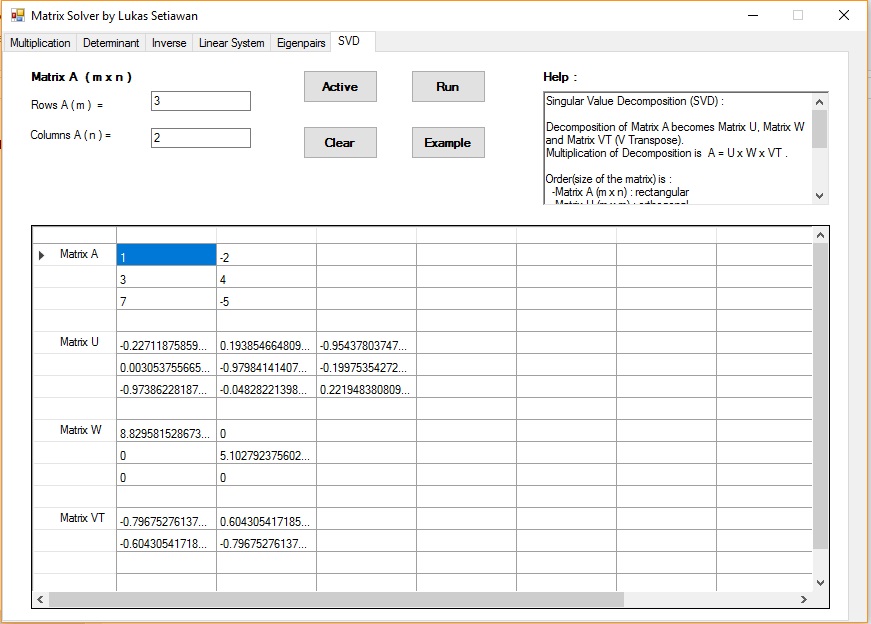 Matrix Solver by Lukas Setiawan
Multiplication Determinant Inverse Linear System Eigenpairs SVD
Matrix A ( m x n )
Rows A ( m ) =
3
Columns A ( n ) =
2
Active Run
Clear Example
Help :
Singular Value Decomposition (SVD) :
Decomposition of Matrix A becomes Matrix U, Matrix W
and Matrix VT (V Transpose).
Multiplication of Decomposition is A = U x W x VT .
Order(size of the matrix) is :
-Matrix A (m x n) : rectangular
-Matrix U (m x m) : orthogonal
Matrix A 1 -2
3 4
7 -5
Matrix U -0.22711875859... 0.193854664809... -0.95437803747...
0.003053755665... -0.97984141407... -0.19975354272...
-0.97386228187... -0.04828221398... 0.221948380809...
Matrix W 8.829581528673... 0
0 5.102792375602...
0 0
Matrix VT -0.79675276137... 0.604305417185...
-0.60430541718... -0.79675276137...